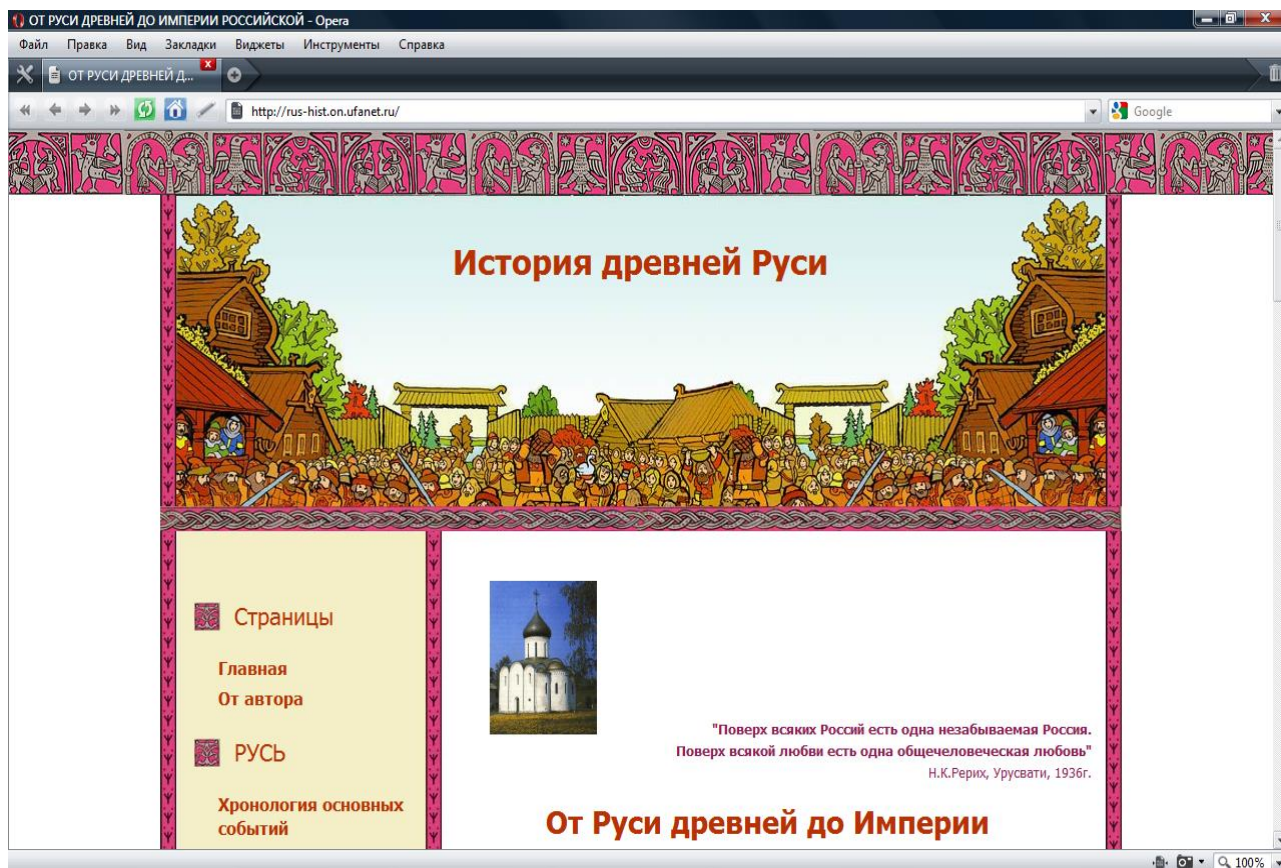 ОТ РУСИ ДРЕВНЕЙ ДО ИМПЕРИИ РОССИЙСКОЙ - Opera
Файл Правка Вид Закладки Виджеты Инструменты Справка
ОТ РУСИ ДРЕВНЕЙ Д...
http://rus-hist.on.ufanet.ru/
Google
История древней Руси
Страницы
Главная
От автора
РУСЬ
Хронология основных
событий
"Поверх всяких Россий есть одна незабываемая Россия.
Поверх всякой любви есть одна общечеловеческая любовь"
Н.К.Рерих, Урусвати, 1936г.
От Руси древней до Империи
100%